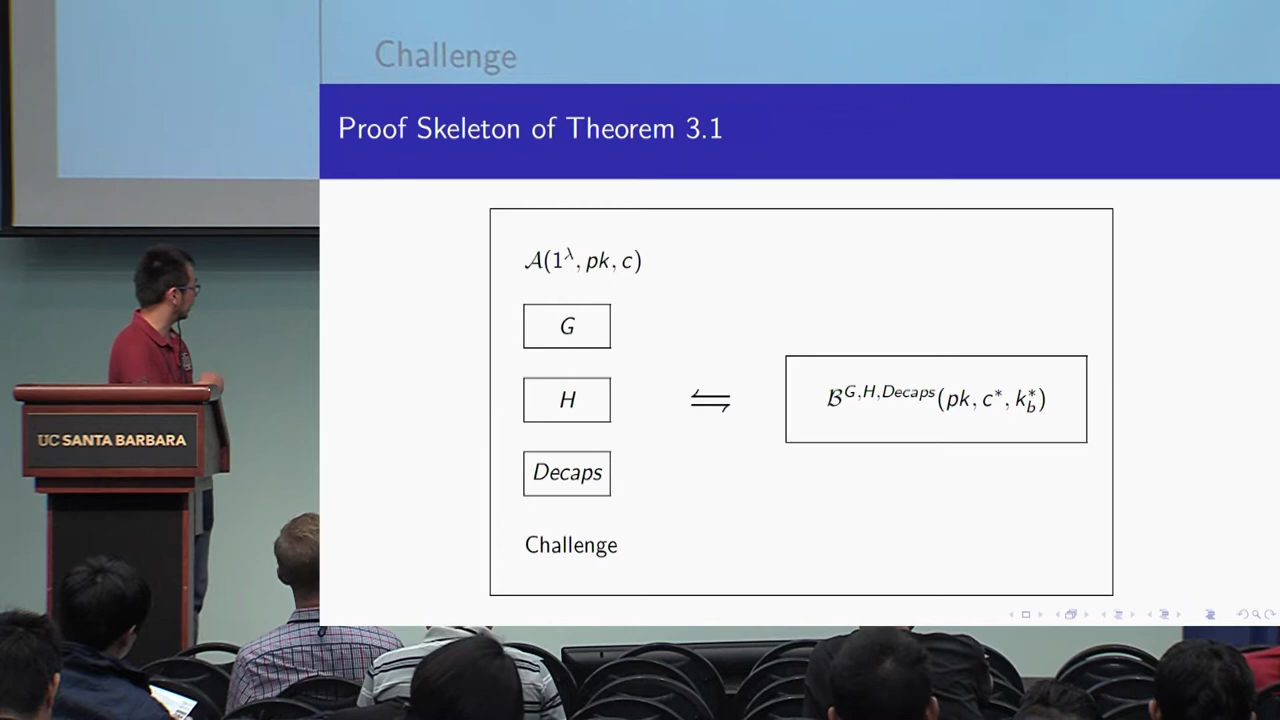 Challenge
Proof Skeleton of Theorem 3.1
𝒜(1^λ, pk, c)
G
H
⇋
ℬ^{G,H,Decaps}(pk, c*, k_b^*)
Decaps
Challenge
UC SANTA BARBARA